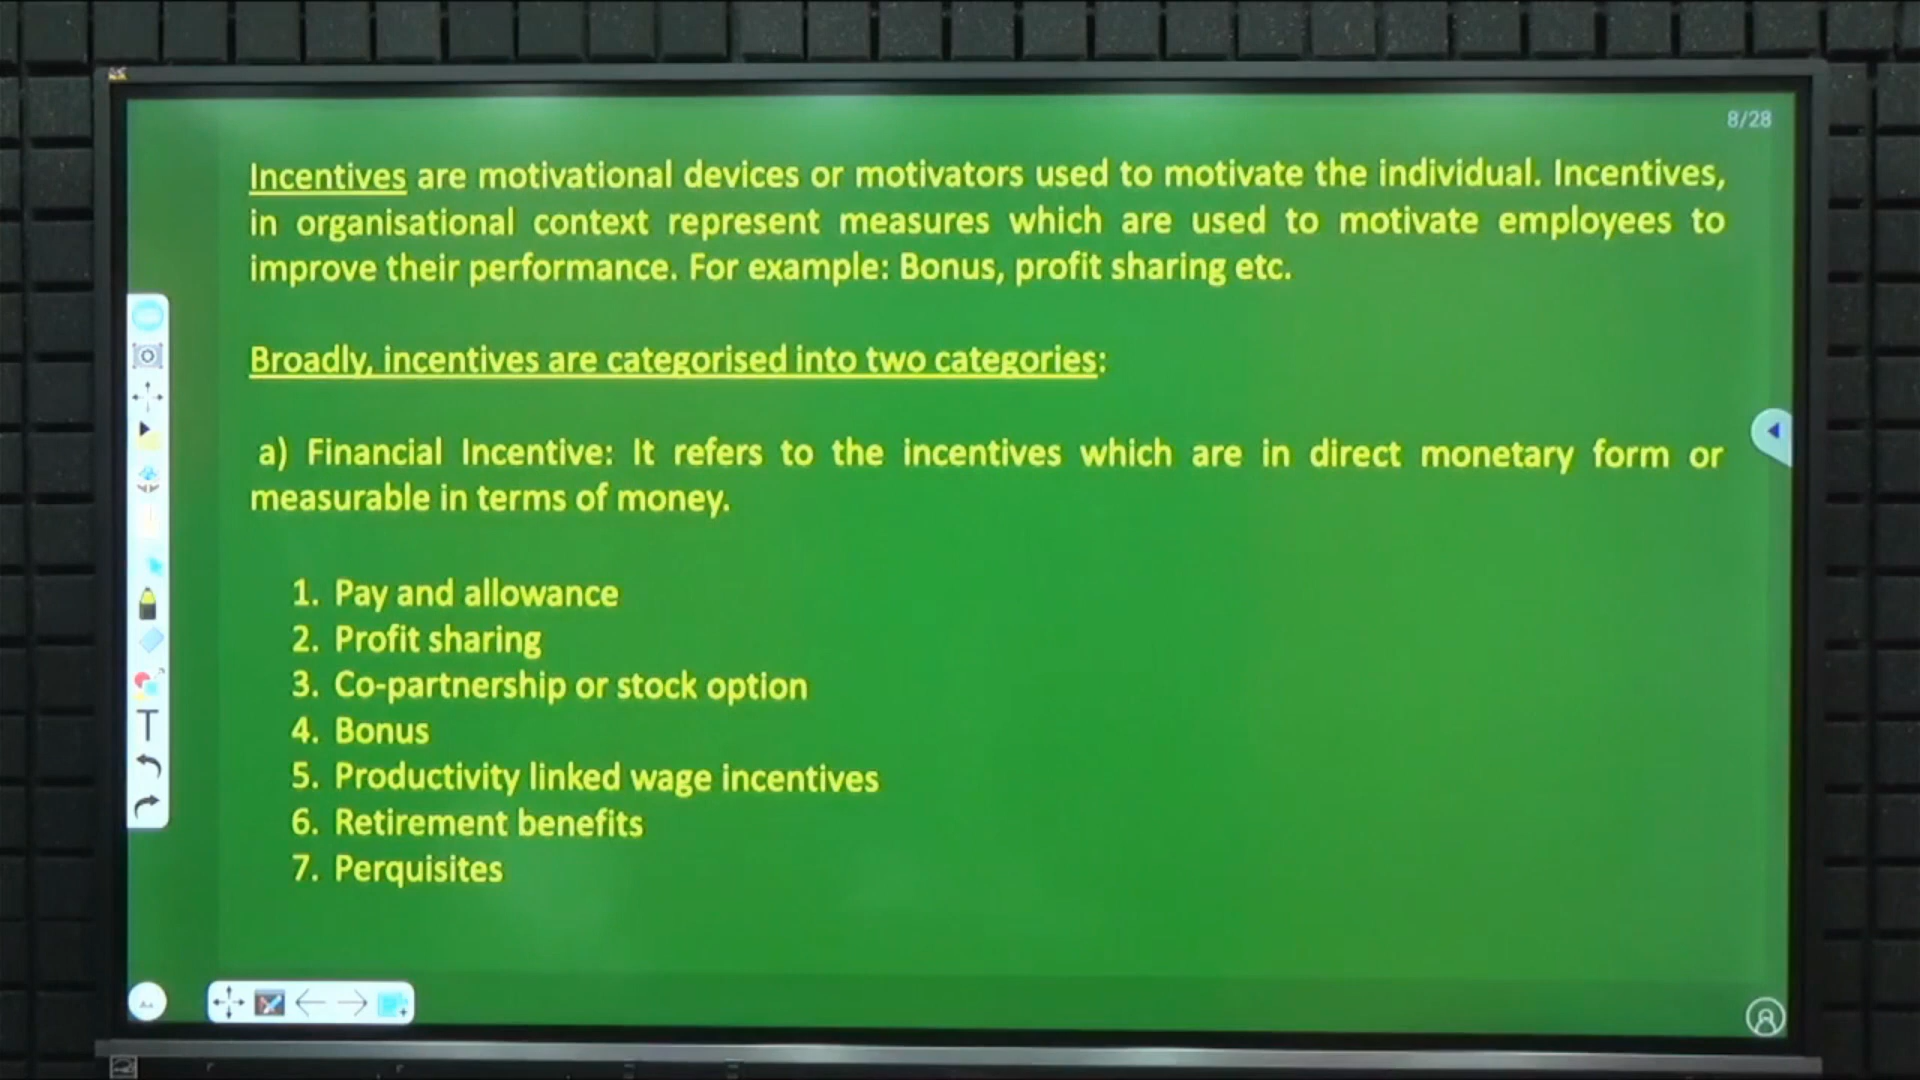 8/28
Incentives are motivational devices or motivators used to motivate the individual. Incentives,
in organisational context represent measures which are used to motivate employees to
improve their performance. For example: Bonus, profit sharing etc.
Broadly, incentives are categorised into two categories:
a) Financial Incentive: It refers to the incentives which are in direct monetary form or
measurable in terms of money.
1. Pay and allowance
2. Profit sharing
3. Co-partnership or stock option
4. Bonus
5. Productivity linked wage incentives
6. Retirement benefits
7. Perquisites
T